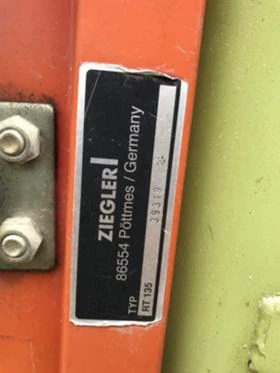 ZIEGLER
86554 Pöttmes / Germany
39319
TYP RT 135